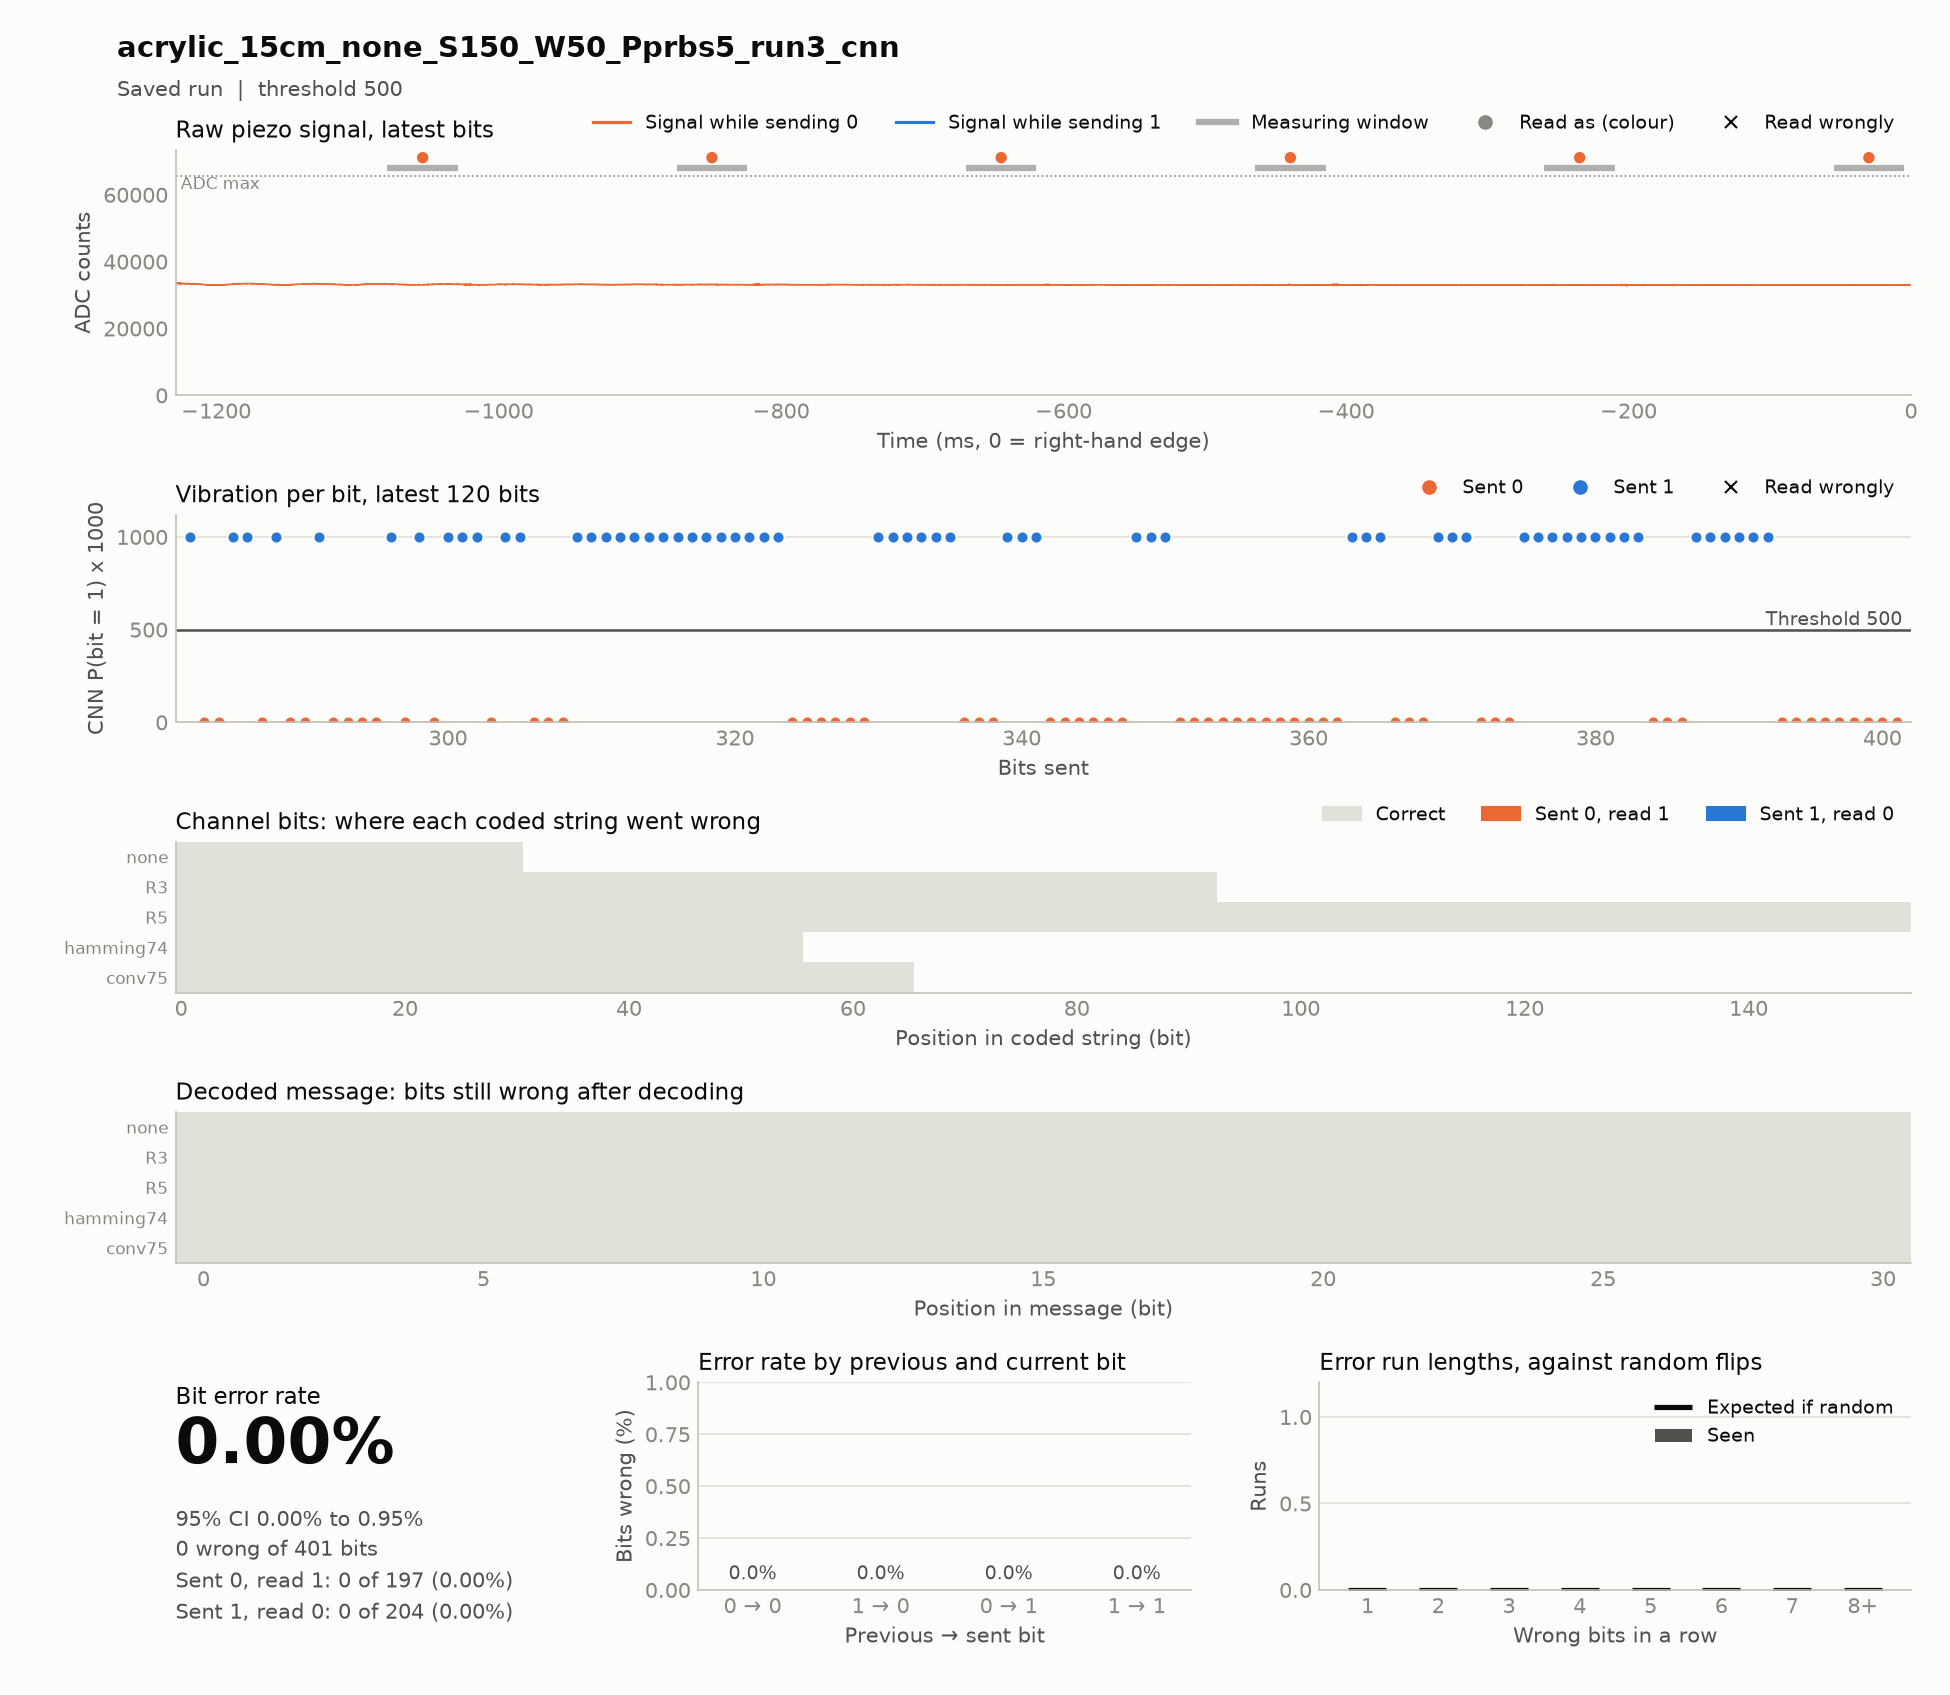 acrylic_15cm_none_S150_W50_Pprbs5_run3_cnn
Saved run | threshold 500
Raw piezo signal, latest bits
Signal while sending 0
Signal while sending 1
Measuring window
Read as (colour)
Read wrongly
ADC max
60000
40000
20000
0
ADC counts
−1200 −1000 −800 −600 −400 −200 0
Time (ms, 0 = right-hand edge)
Vibration per bit, latest 120 bits
Sent 0
Sent 1
Read wrongly
1000
500
0
CNN P(bit = 1) x 1000
Threshold 500
300 320 340 360 380 400
Bits sent
Channel bits: where each coded string went wrong
Correct
Sent 0, read 1
Sent 1, read 0
none
R3
R5
hamming74
conv75
0 20 40 60 80 100 120 140
Position in coded string (bit)
Decoded message: bits still wrong after decoding
none
R3
R5
hamming74
conv75
0 5 10 15 20 25 30
Position in message (bit)
Bit error rate
0.00%
95% CI 0.00% to 0.95%
0 wrong of 401 bits
Sent 0, read 1: 0 of 197 (0.00%)
Sent 1, read 0: 0 of 204 (0.00%)
Error rate by previous and current bit
1.00
0.75
0.50
0.25
0.00
Bits wrong (%)
0.0% 0.0% 0.0% 0.0%
0 → 0 1 → 0 0 → 1 1 → 1
Previous → sent bit
Error run lengths, against random flips
Expected if random
Seen
1.0
0.5
0.0
Runs
1 2 3 4 5 6 7 8+
Wrong bits in a row